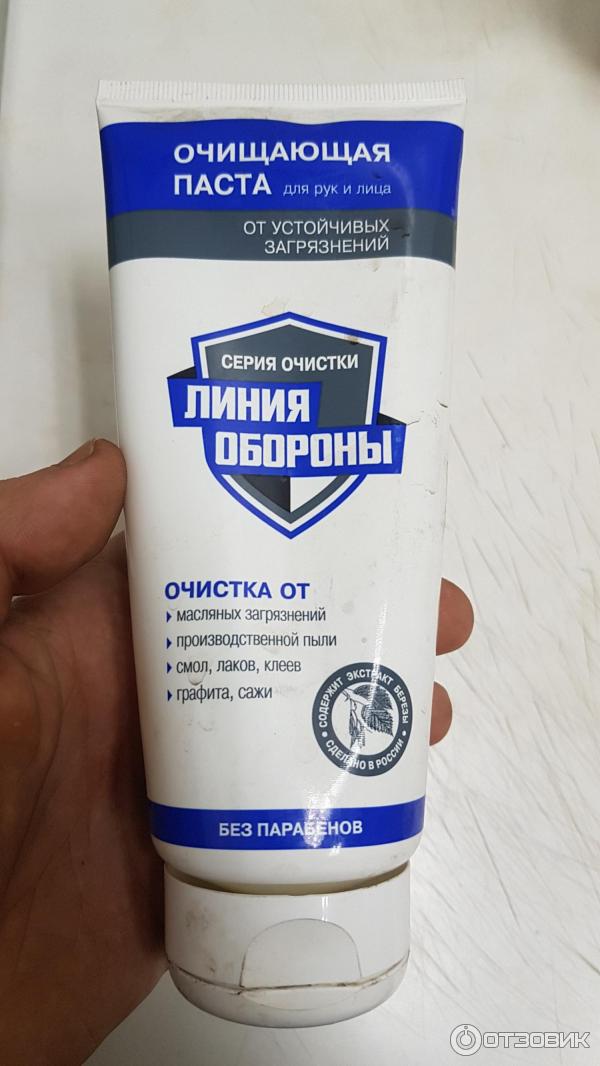 ОЧИЩАЮЩАЯ
ПАСТА для рук и лица
ОТ УСТОЙЧИВЫХ
ЗАГРЯЗНЕНИЙ
СЕРИЯ ОЧИСТКИ
ЛИНИЯ
ОБОРОНЫ
ОЧИСТКА ОТ
масляных загрязнений
производственной пыли
смол, лаков, клеев
графита, сажи
СОДЕРЖИТ ЭКСТРАКТ БЕРЕЗЫ
СДЕЛАНО В РОССИИ
БЕЗ ПАРАБЕНОВ
ОТЗОВИК